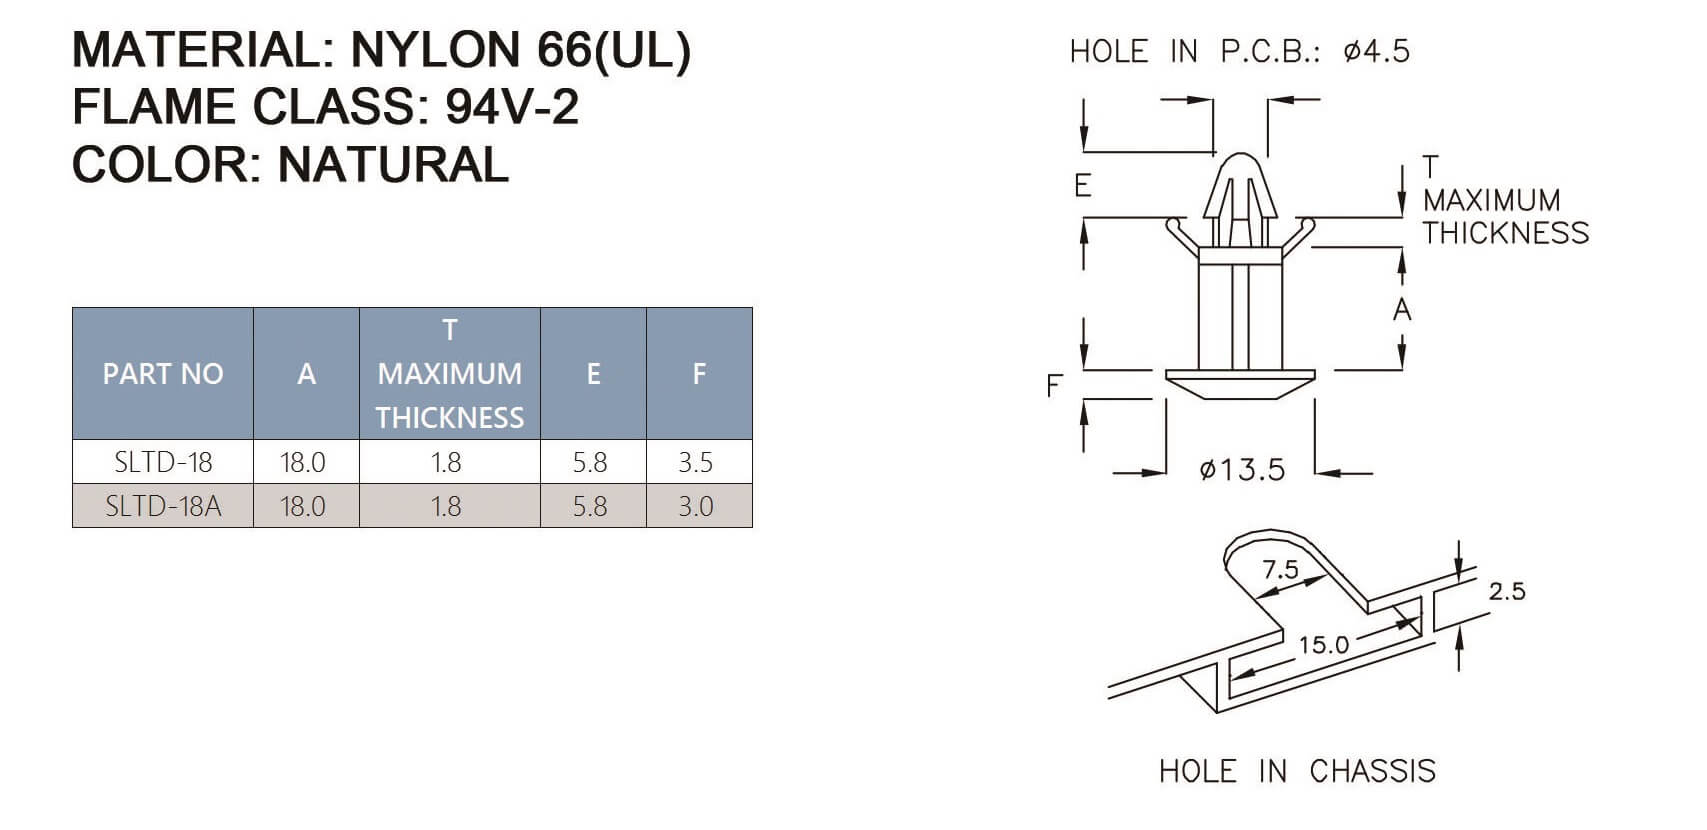 MATERIAL: NYLON 66(UL)
FLAME CLASS: 94V-2
COLOR: NATURAL
PART NO A T MAXIMUM THICKNESS E F
SLTD-18 18.0 1.8 5.8 3.5
SLTD-18A 18.0 1.8 5.8 3.0
HOLE IN P.C.B.: ø4.5
E
T
MAXIMUM
THICKNESS
A
F
ø13.5
7.5
2.5
15.0
HOLE IN CHASSIS